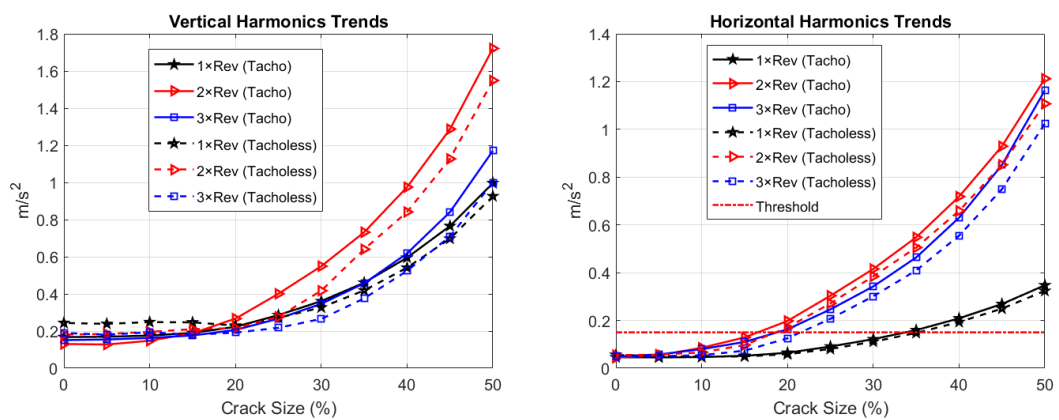 Vertical Harmonics Trends
1.8
1.6
1.4
1.2
1
0.8
0.6
0.4
0.2
0
m/s²
1×Rev (Tacho)
2×Rev (Tacho)
3×Rev (Tacho)
1×Rev (Tacholess)
2×Rev (Tacholess)
3×Rev (Tacholess)
0 10 20 30 40 50
Crack Size (%)
Horizontal Harmonics Trends
1.4
1.2
1
0.8
0.6
0.4
0.2
0
m/s²
1×Rev (Tacho)
2×Rev (Tacho)
3×Rev (Tacho)
1×Rev (Tacholess)
2×Rev (Tacholess)
3×Rev (Tacholess)
Threshold
0 10 20 30 40 50
Crack Size (%)